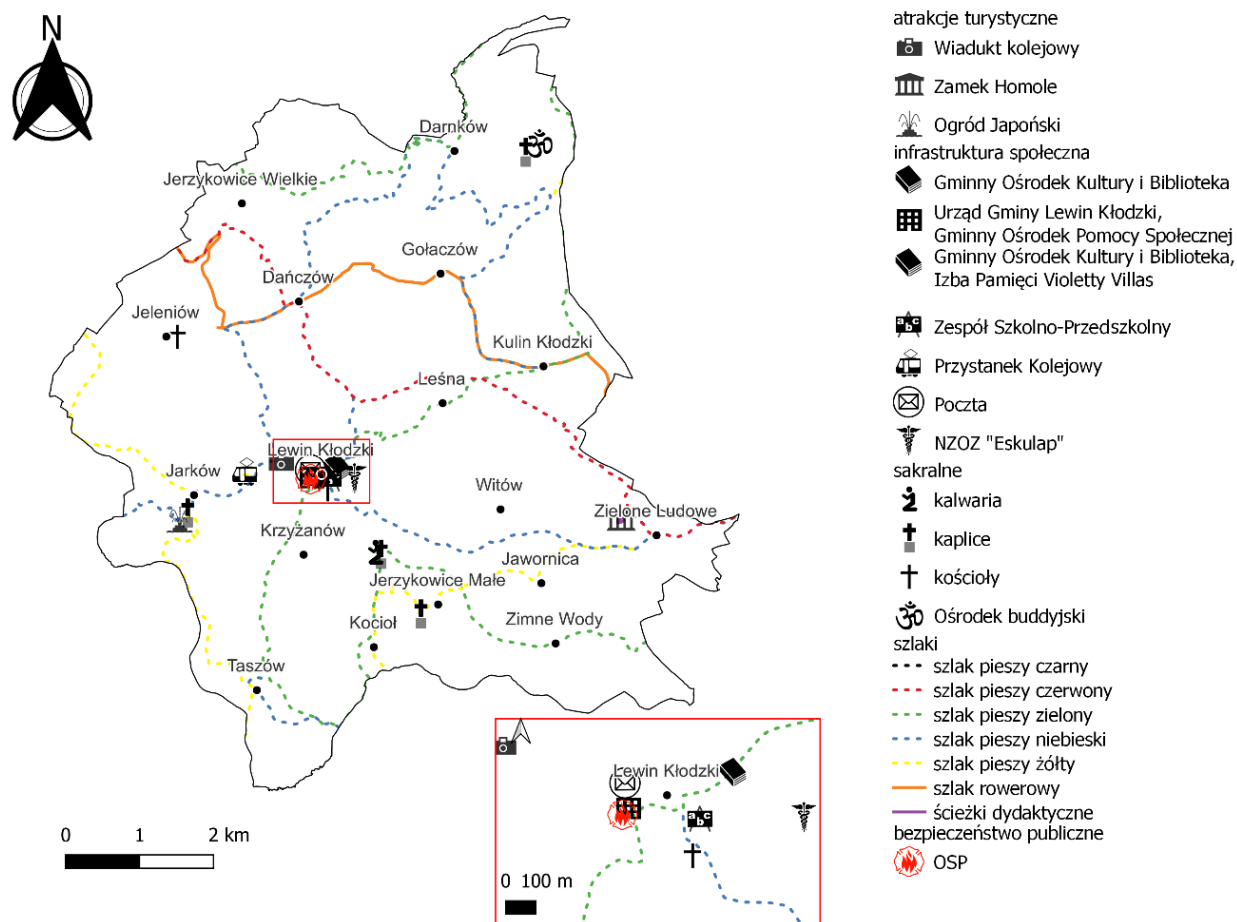 N
Darnków
Jerzykowice Wielkie
Gołaczów
Dańczów
Jeleniów
Kulin Kłodzki
Leśna
Lewin Kłodzki
Jarków
Witów
Zielone Ludowe
Krzyżanów
Jawornica
Jerzykowice Małe
Kocioł
Zimne Wody
Taszów
Lewin Kłodzki
a b c
0 1 2 km
0 100 m
atrakcje turystyczne
Wiadukt kolejowy
Zamek Homole
Ogród Japoński
infrastruktura społeczna
Gminny Ośrodek Kultury i Biblioteka
Urząd Gminy Lewin Kłodzki,
Gminny Ośrodek Pomocy Społecznej
Gminny Ośrodek Kultury i Biblioteka,
Izba Pamięci Violetty Villas
a b c
Zespół Szkolno-Przedszkolny
Przystanek Kolejowy
Poczta
NZOZ "Eskulap"
sakralne
kalwaria
kaplice
kościoły
ॐ Ośrodek buddyjski
szlaki
szlak pieszy czarny
szlak pieszy czerwony
szlak pieszy zielony
szlak pieszy niebieski
szlak pieszy żółty
szlak rowerowy
ścieżki dydaktyczne
bezpieczeństwo publiczne
OSP